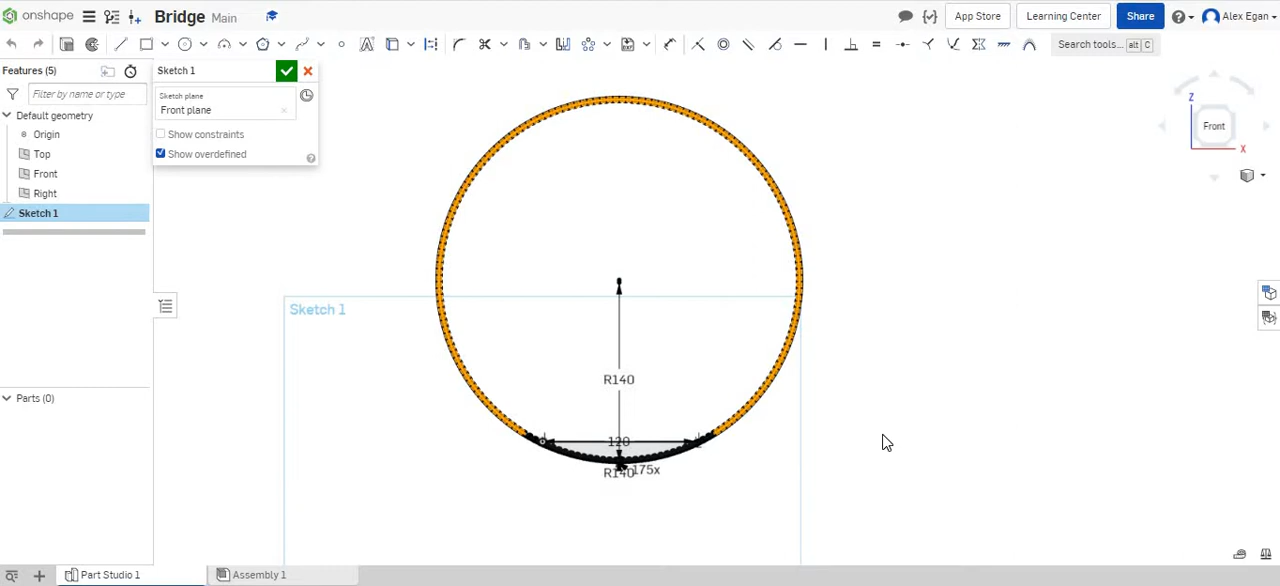 onshape Bridge Main App Store Learning Center Share Alex Egan
Search tools... alt C
Features (5)
Sketch 1
Filter by name or type
Sketch plane
Front plane
Default geometry
Show constraints
Origin
Show overdefined
Top
Front
Right
Sketch 1
Z
Front
X
Sketch 1
R140
120
175x
R140
Parts (0)
Part Studio 1
Assembly 1